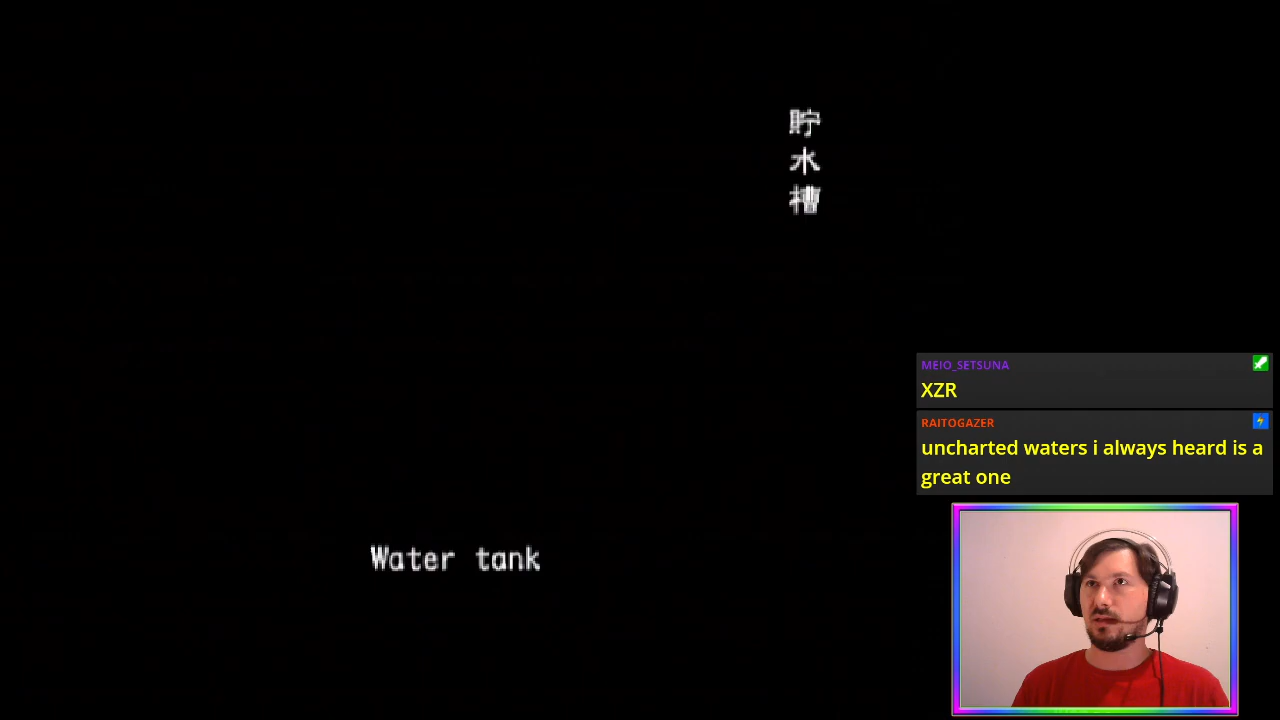 貯水槽
Water tank
MEIO_SETSUNA
XZR
RAITOGAZER
uncharted waters i always heard is a
great one